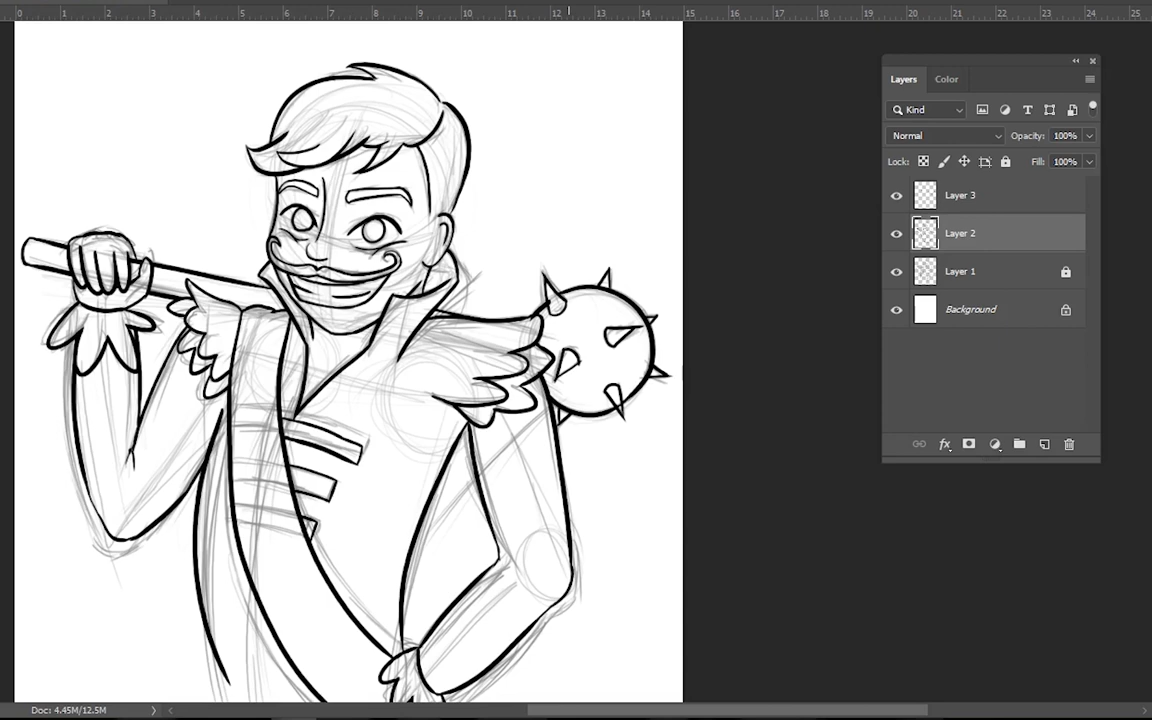 0 1 2 3 4 5 6 7 8 9 10 11 12 13 14 15 16 17 18 19 20 21 22 23 24 25
Layers Color
Kind
Normal Opacity: 100%
Lock: Fill: 100%
Layer 3
Layer 2
Layer 1
Background
fx
Doc: 4.45M/12.5M